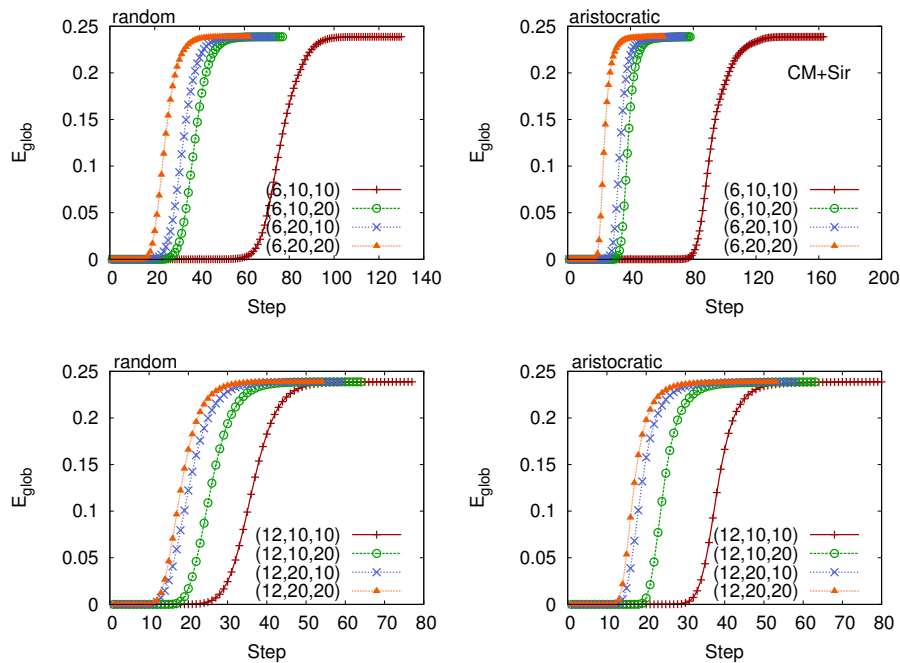 random
0.25
0.2
0.15
0.1
0.05
0
E_glob
0 20 40 60 80 100 120 140
Step
(6,10,10)
(6,10,20)
(6,20,10)
(6,20,20)
aristocratic
0.25
0.2
0.15
0.1
0.05
0
E_glob
0 40 80 120 160 200
Step
CM+Sir
(6,10,10)
(6,10,20)
(6,20,10)
(6,20,20)
random
0.25
0.2
0.15
0.1
0.05
0
E_glob
0 10 20 30 40 50 60 70 80
Step
(12,10,10)
(12,10,20)
(12,20,10)
(12,20,20)
aristocratic
0.25
0.2
0.15
0.1
0.05
0
E_glob
0 10 20 30 40 50 60 70 80
Step
(12,10,10)
(12,10,20)
(12,20,10)
(12,20,20)